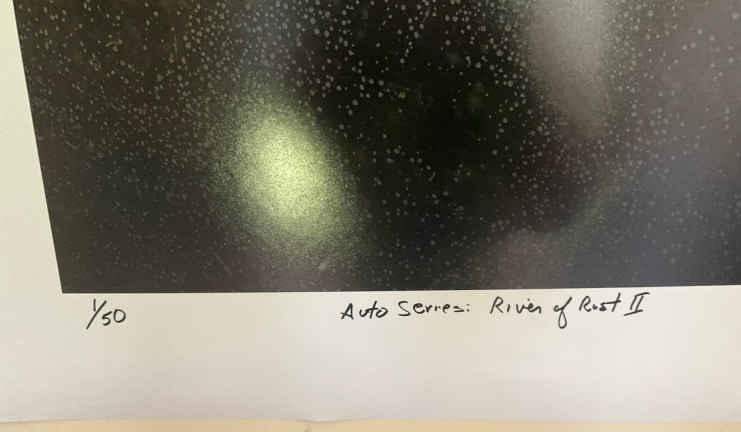 1/50
Auto Series: River of Rust II